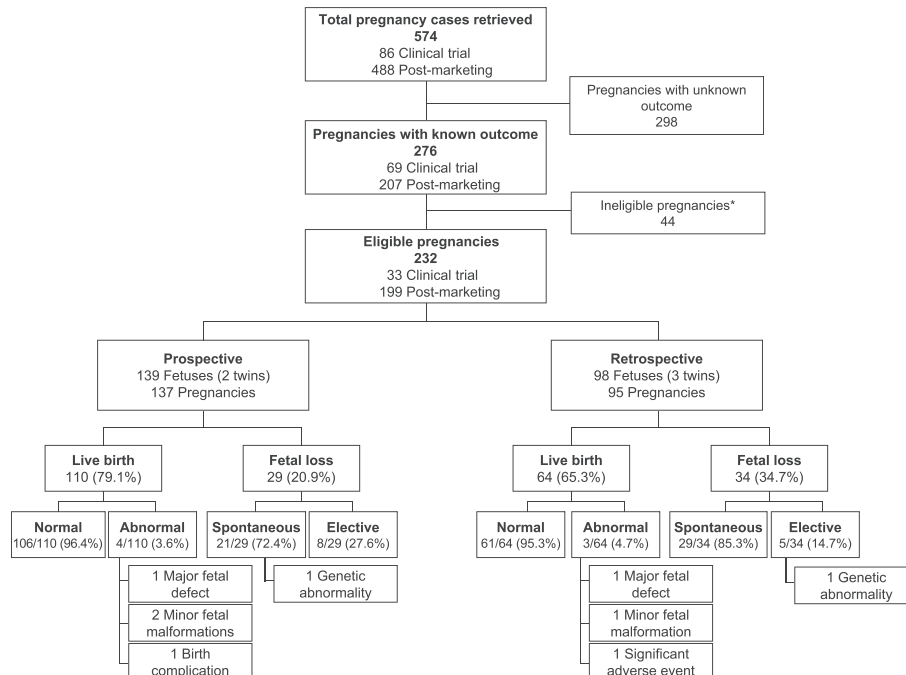 Total pregnancy cases retrieved
574
86 Clinical trial
488 Post-marketing
Pregnancies with unknown
outcome
298
Pregnancies with known outcome
276
69 Clinical trial
207 Post-marketing
Ineligible pregnancies*
44
Eligible pregnancies
232
33 Clinical trial
199 Post-marketing
Prospective
139 Fetuses (2 twins)
137 Pregnancies
Retrospective
98 Fetuses (3 twins)
95 Pregnancies
Live birth
110 (79.1%)
Fetal loss
29 (20.9%)
Live birth
64 (65.3%)
Fetal loss
34 (34.7%)
Normal
106/110 (96.4%)
Abnormal
4/110 (3.6%)
Spontaneous
21/29 (72.4%)
Elective
8/29 (27.6%)
Normal
61/64 (95.3%)
Abnormal
3/64 (4.7%)
Spontaneous
29/34 (85.3%)
Elective
5/34 (14.7%)
1 Major fetal
defect
2 Minor fetal
malformations
1 Birth
complication
1 Genetic
abnormality
1 Major fetal
defect
1 Minor fetal
malformation
1 Significant
adverse event
1 Genetic
abnormality